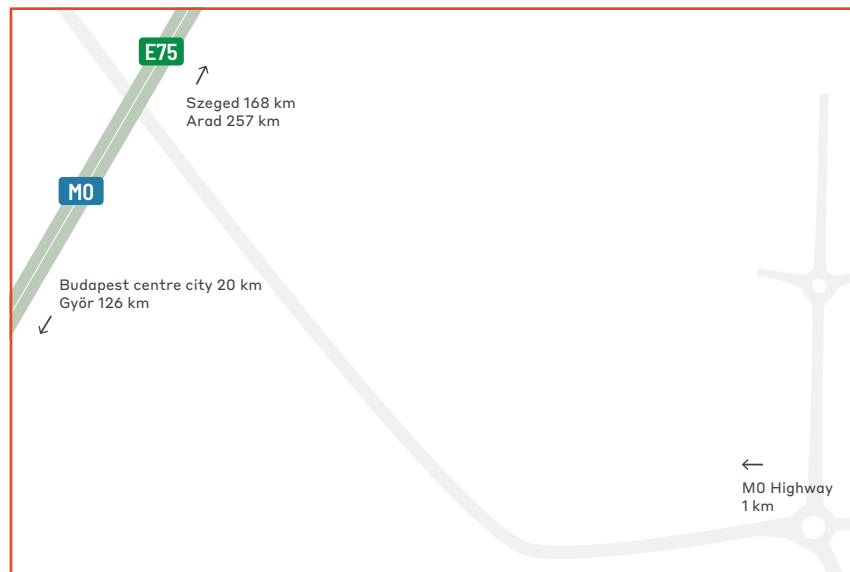 E75
Szeged 168 km
Arad 257 km
M0
Budapest centre city 20 km
Györ 126 km
M0 Highway
1 km